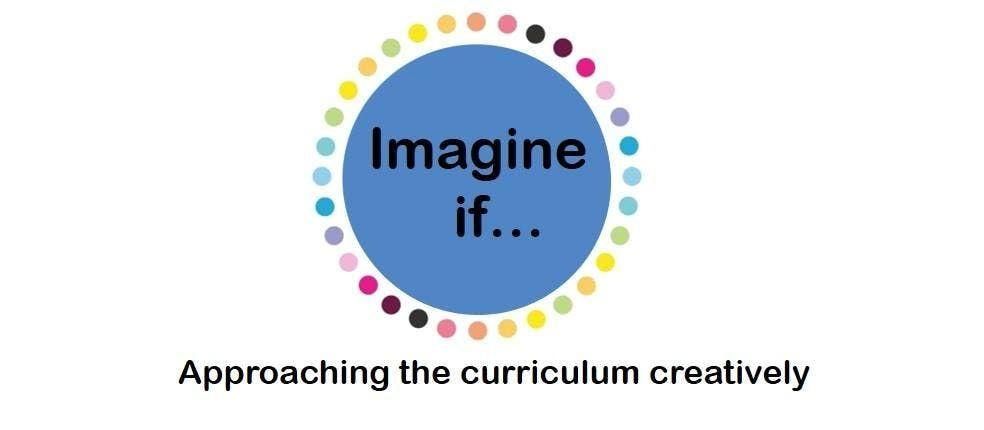 Imagine
if...
Approaching the curriculum creatively